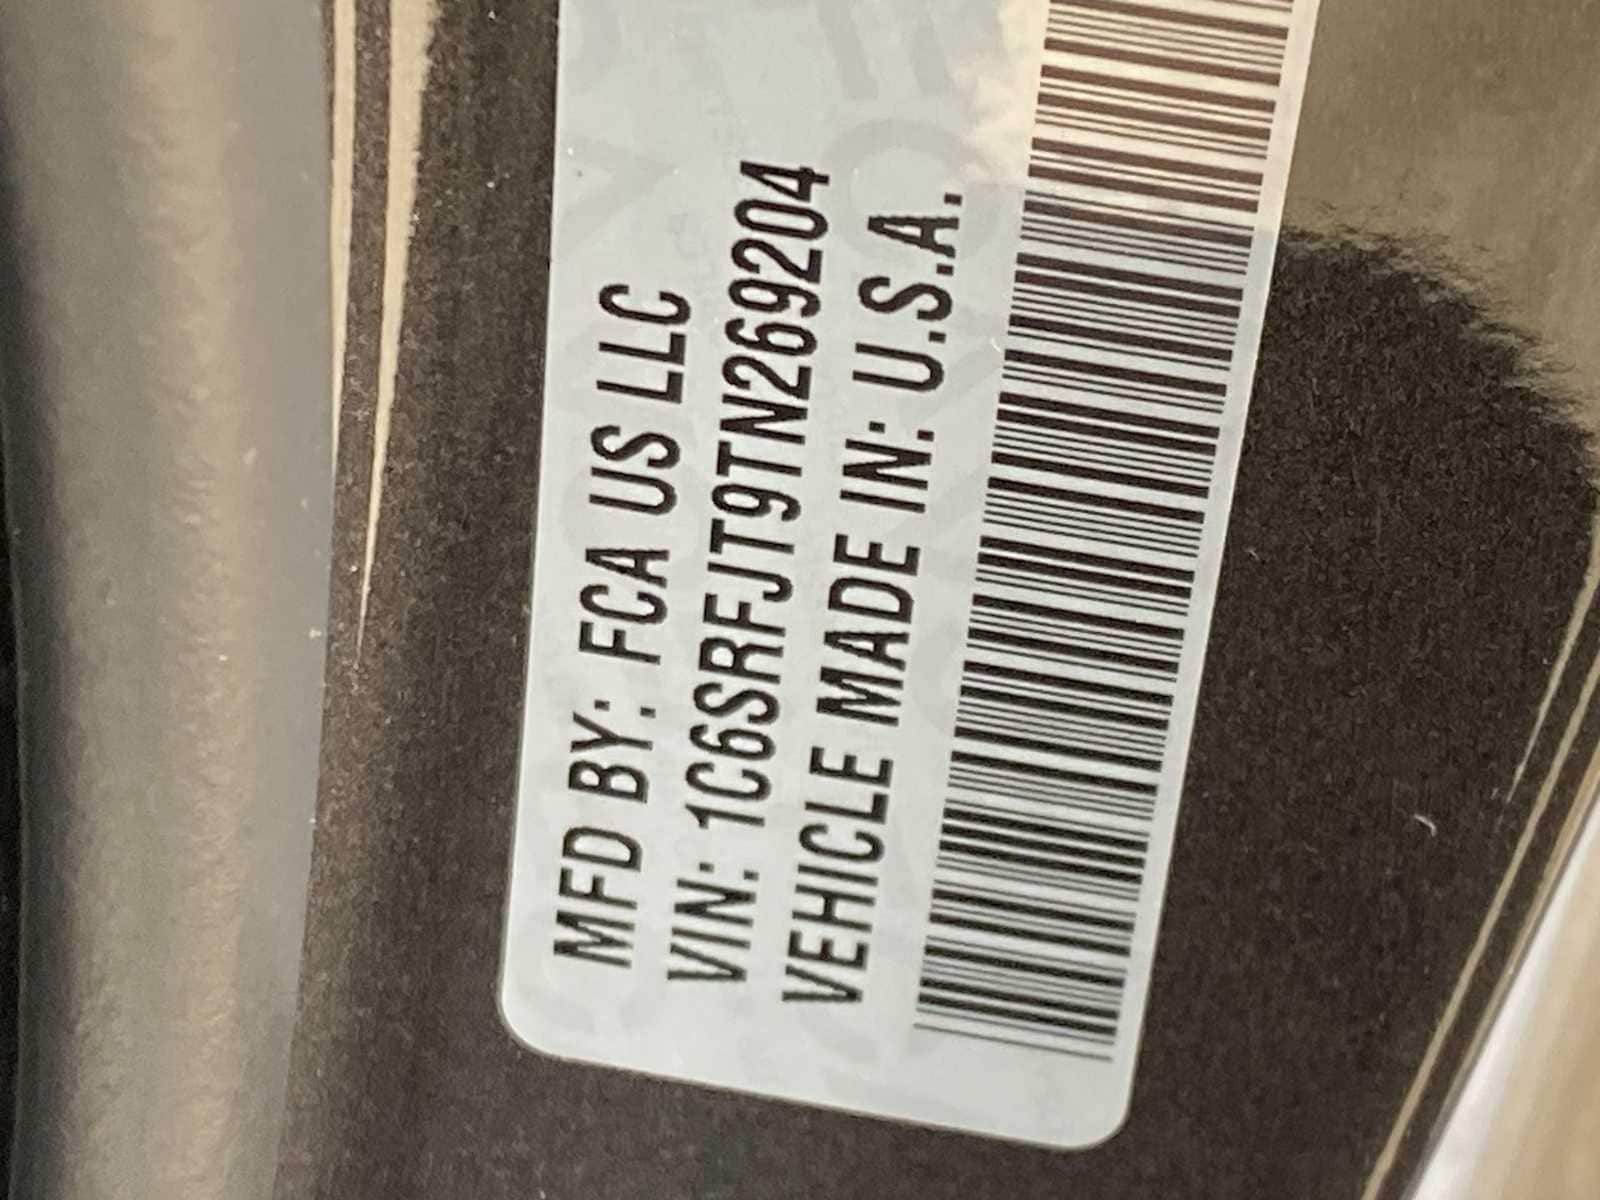 MFD BY: FCA US LLC
VIN: 1C6SRFJT9TN269204
VEHICLE MADE IN: U.S.A.